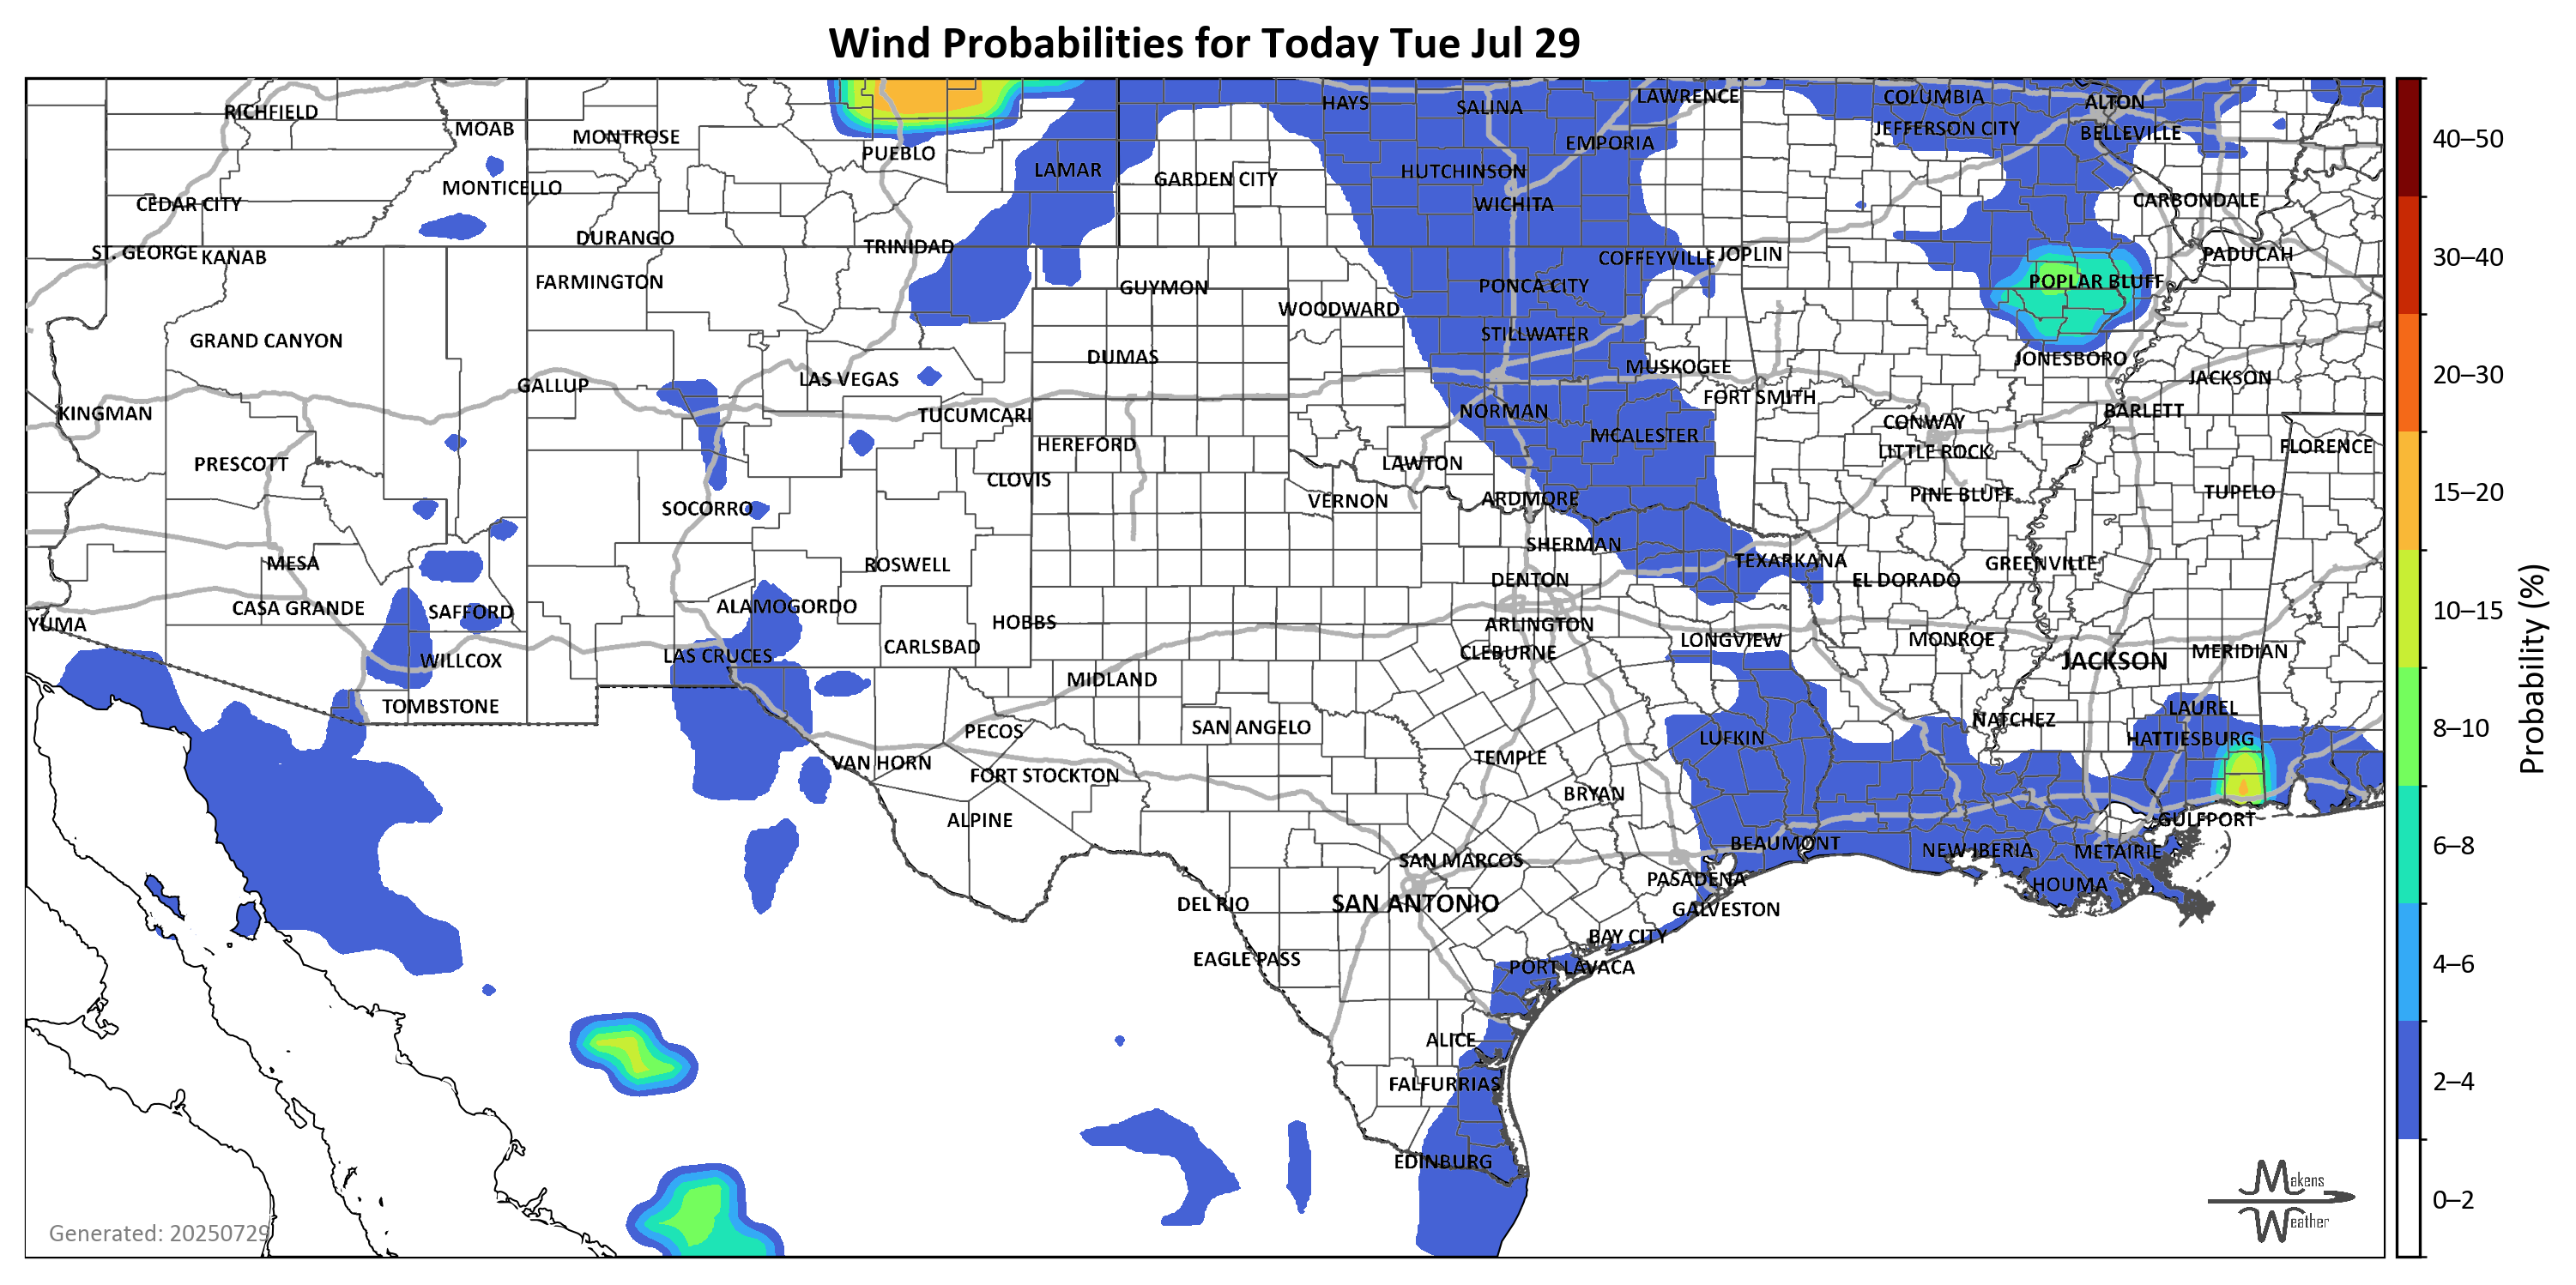 Wind Probabilities for Today Tue Jul 29
RICHFIELD
MOAB
MONTROSE
PUEBLO
LAMAR
GARDEN CITY
HAYS
SALINA
LAWRENCE
EMPORIA
HUTCHINSON
WICHITA
COLUMBIA
JEFFERSON CITY
ALTON
BELLEVILLE
CARBONDALE
PADUCAH
CEDAR CITY
MONTICELLO
ST. GEORGE
KANAB
DURANGO
TRINIDAD
FARMINGTON
GUYMON
WOODWARD
COFFEYVILLE
JOPLIN
PONCA CITY
STILLWATER
POPLAR BLUFF
GRAND CANYON
DUMAS
MUSKOGEE
JONESBORO
JACKSON
KINGMAN
GALLUP
LAS VEGAS
TUCUMCARI
NORMAN
FORT SMITH
CONWAY
BARLETT
HEREFORD
MCALESTER
LITTLE ROCK
FLORENCE
PRESCOTT
CLOVIS
LAWTON
VERNON
ARDMORE
PINE BLUFF
TUPELO
SOCORRO
SHERMAN
MESA
ROSWELL
DENTON
TEXARKANA
EL DORADO
GREENVILLE
CASA GRANDE
SAFFORD
ALAMOGORDO
HOBBS
ARLINGTON
YUMA
WILLCOX
LAS CRUCES
CARLSBAD
CLEBURNE
LONGVIEW
MONROE
JACKSON
MERIDIAN
TOMBSTONE
MIDLAND
PECOS
SAN ANGELO
LUFKIN
NATCHEZ
LAUREL
HATTIESBURG
VAN HORN
FORT STOCKTON
TEMPLE
BRYAN
ALPINE
GULFPORT
SAN MARCOS
BEAUMONT
NEW IBERIA
METAIRIE
PASADENA
HOUMA
DEL RIO
SAN ANTONIO
GALVESTON
BAY CITY
EAGLE PASS
PORT LAVACA
ALICE
FALFURRIAS
EDINBURG
40–50
30–40
20–30
15–20
10–15
8–10
6–8
4–6
2–4
0–2
Probability (%)
Makens
Weather
Generated: 20250729